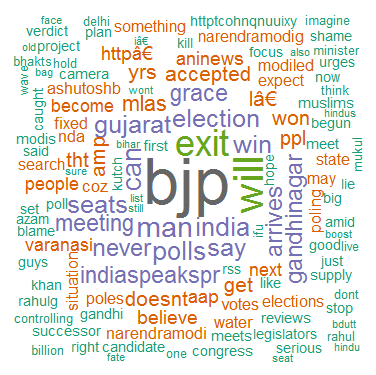 face delhi something httptcohnqnuuixy imagine
verdict plan iâ€ kill narendramodig shame
old project httpâ€ aninews focus also minister
bhakts hold yrs accepted modiled urges
wave bag camera wont grace expect now
ashutoshb mlas lâ€ muslims think
caught become gujarat election won begun hindus
modis fixed nda amp exit win ppl meet mukul
said bihar first state
search tht can bjp will hope may lie
people sure coz kutch list still arrives gandhinagar polling big
set poll seats man india ifu amid boost
azam meeting goodlive
blame never polls say just
varanasi indiaspeakspr rss next supply
guys situation doesnt aap get like elections dont
khan poles votes stop
rahulg gandhi believe water reviews bdutt
controlling narendramodi meets legislators rahul
successor
billion right candidate one congress serious hindu
fate seat